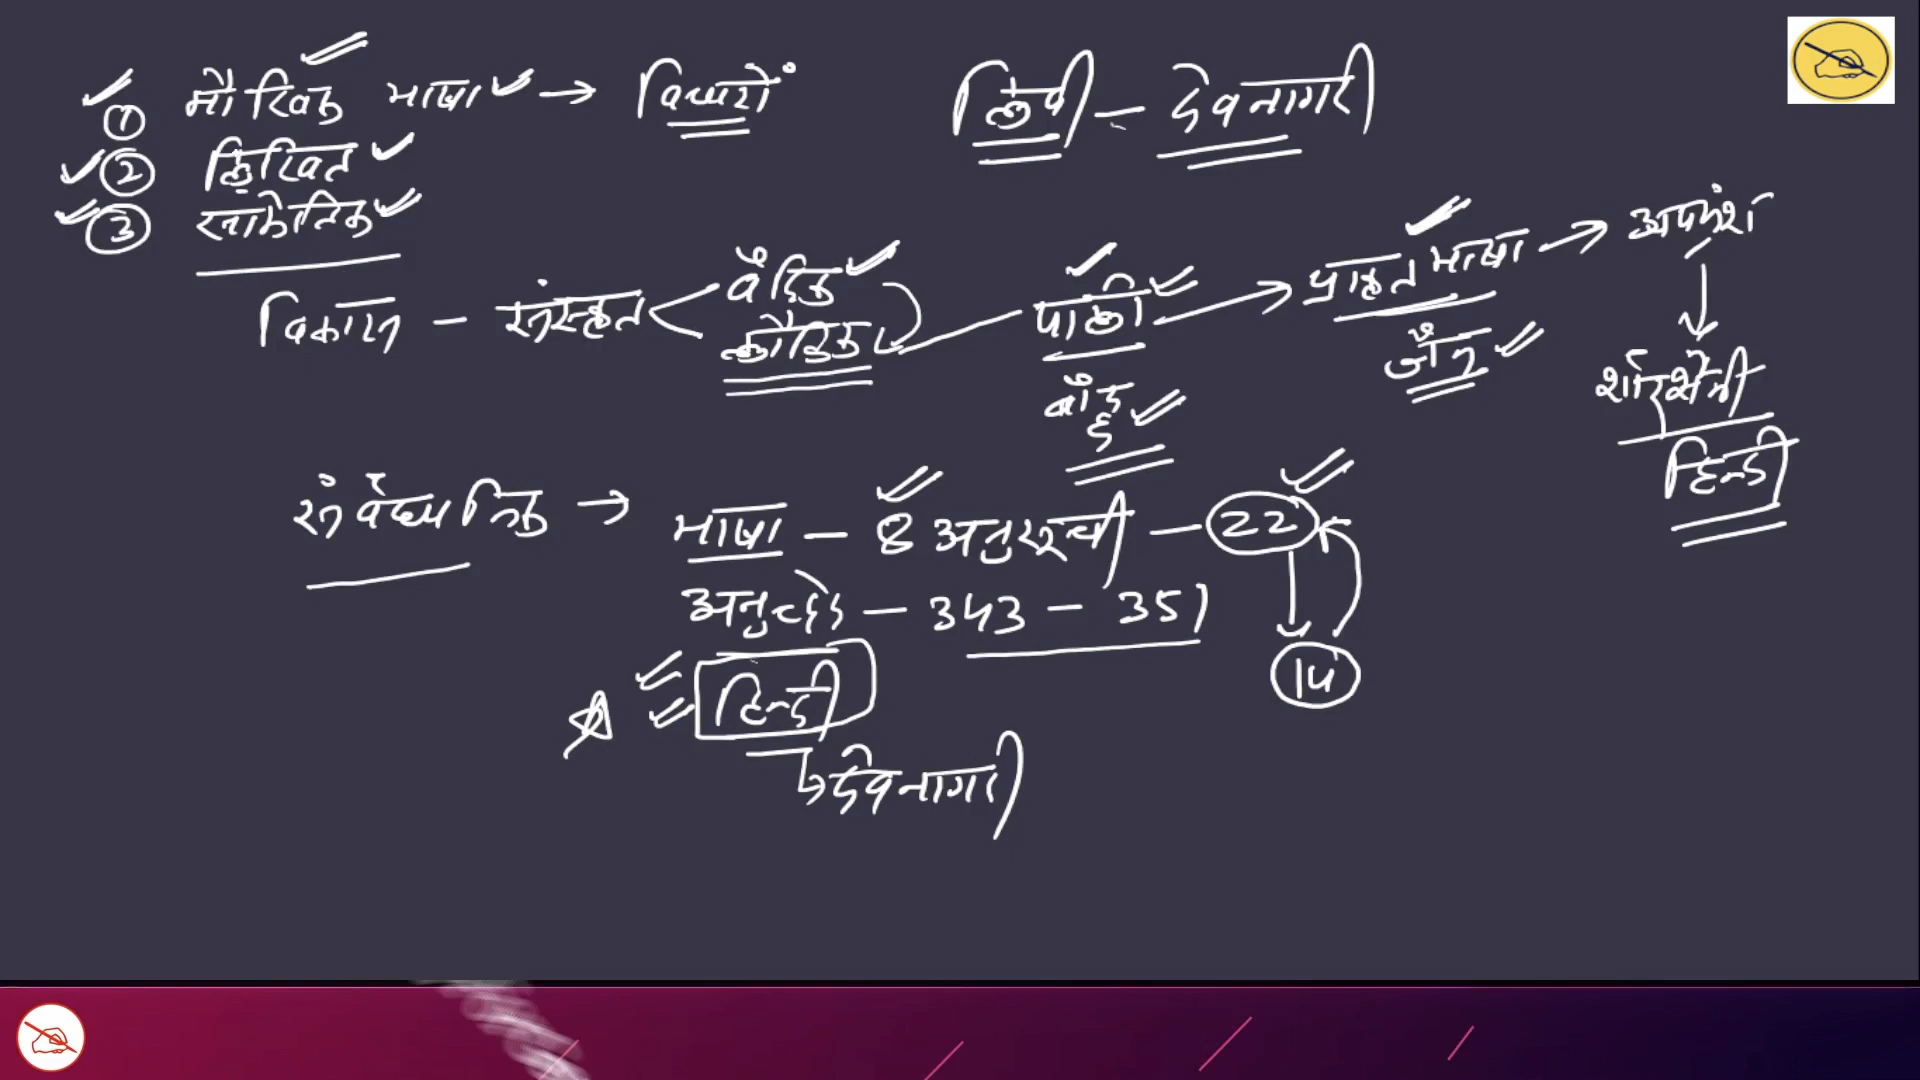 ① मौखिक भाषा → विचारों
लिपी - देवनागरी
② लिखित
③ सांकेतिक
विकास - संस्कृत < वैदिक लौकिक - पाली → प्राकृत भाषा → अपभ्रंश
बौद्ध
जैन
शौरसेनी
हिन्दी
संवैधानिक → भाषा - 8 अनुसूची - 22
अनुच्छेद - 343 - 351
14
हिन्दी
देवनागरी